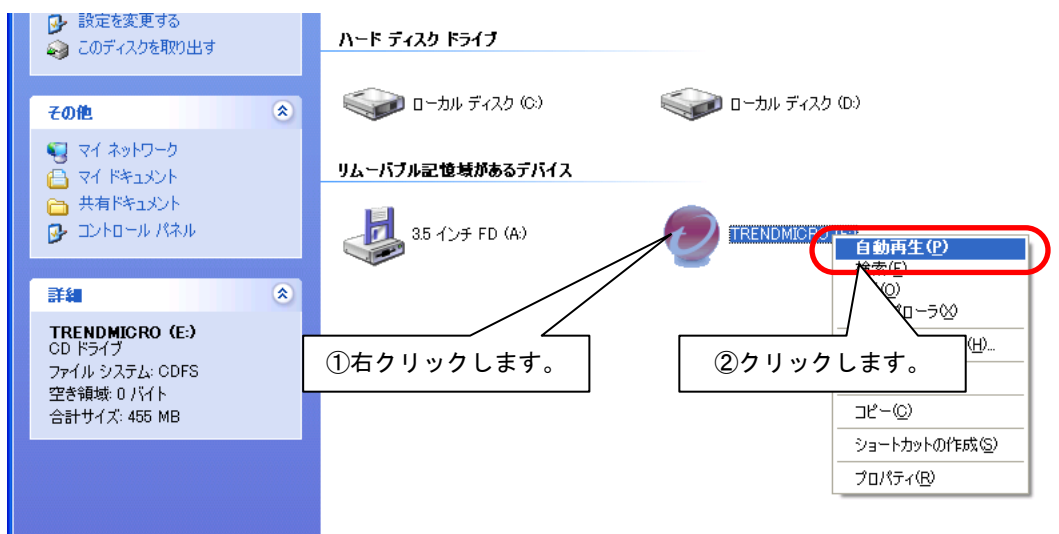 設定を変更する
このディスクを取り出す
その他
マイ ネットワーク
マイ ドキュメント
共有ドキュメント
コントロール パネル
詳細
TRENDMICRO (E:)
CD ドライブ
ファイル システム: CDFS
空き領域: 0 バイト
合計サイズ: 455 MB
ハード ディスク ドライブ
ローカル ディスク (C:)
ローカル ディスク (D:)
リムーバブル記憶域があるデバイス
3.5 インチ FD (A:)
TRENDMICRO
自動再生(P)
検索(F)
(O)
プローラ(X)
(H)...
コピー(C)
ショートカットの作成(S)
プロパティ(R)
①右クリックします。
②クリックします。